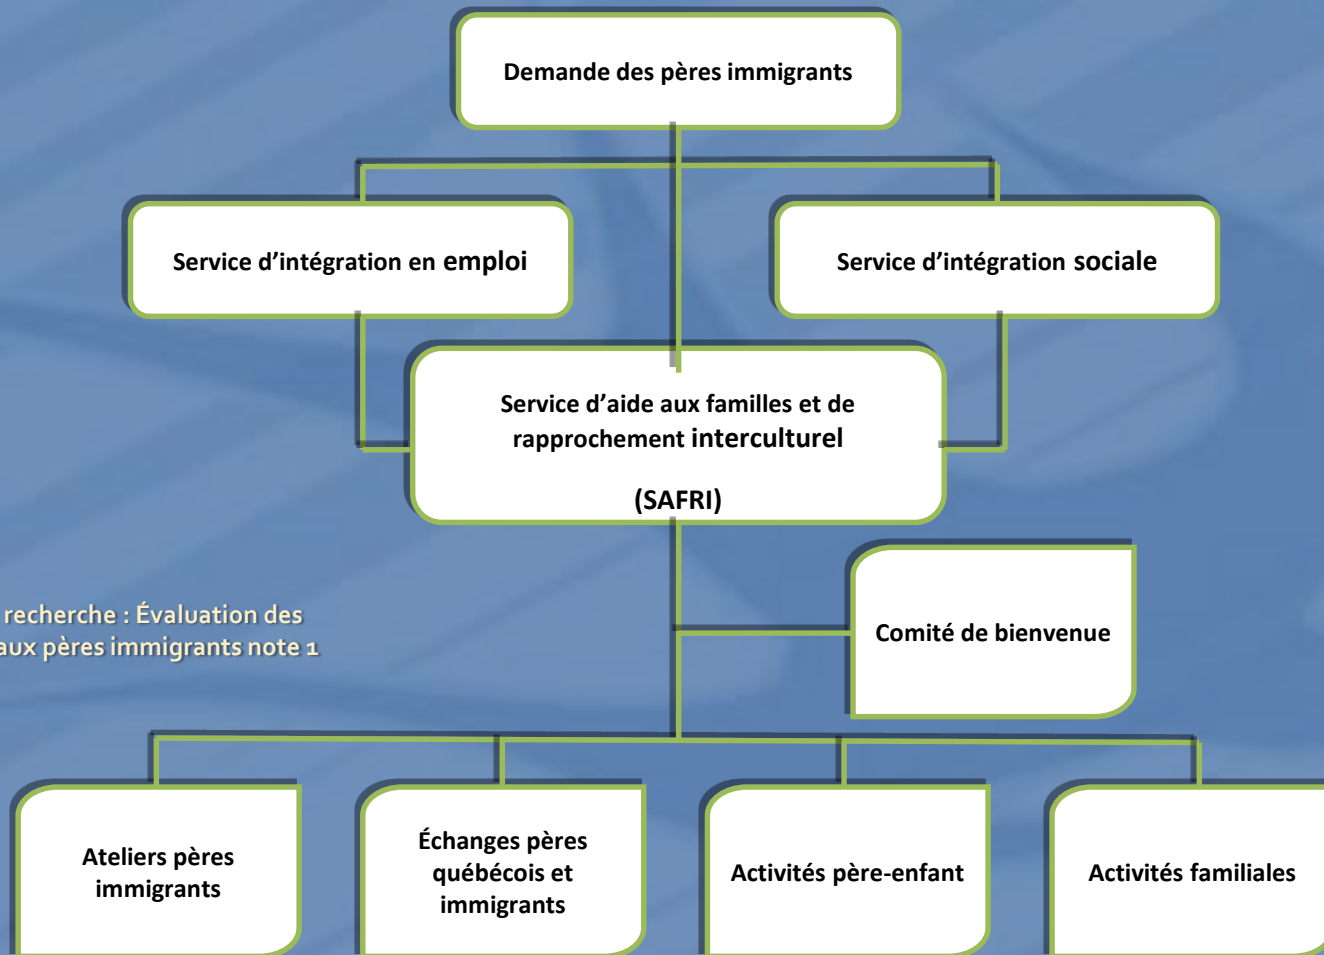 Demande des pères immigrants
Service d’intégration en emploi
Service d’intégration sociale
Service d’aide aux familles et de
rapprochement interculturel
(SAFRI)
recherche : Évaluation des
aux pères immigrants note 1
Comité de bienvenue
Ateliers pères
immigrants
Échanges pères
québécois et
immigrants
Activités père-enfant
Activités familiales